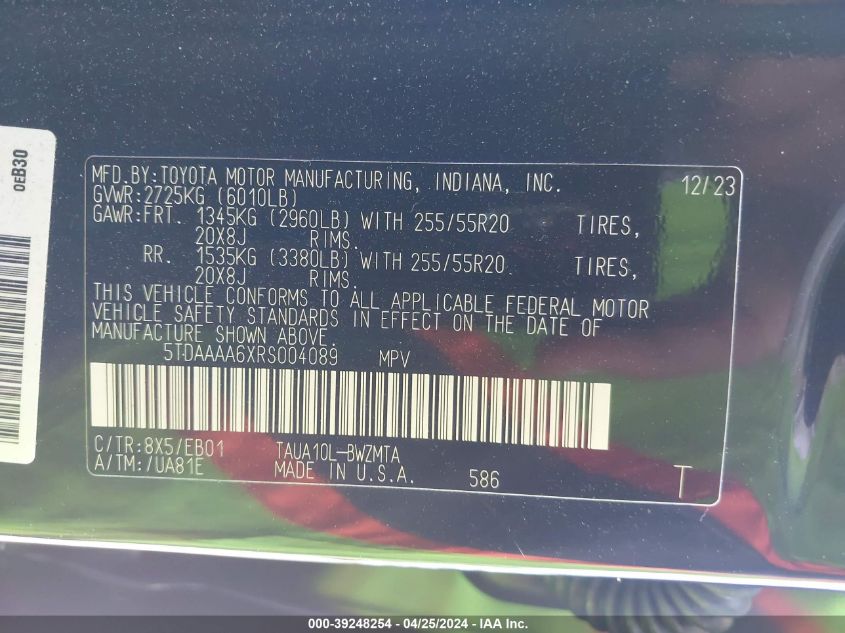 0EB30
MFD.BY:TOYOTA MOTOR MANUFACTURING, INDIANA, INC. 12/23
GVWR:2725KG (6010LB)
GAWR:FRT. 1345KG (2960LB) WITH 255/55R20 TIRES,
20X8J RIMS.
RR. 1535KG (3380LB) WITH 255/55R20 TIRES,
20X8J RIMS.
THIS VEHICLE CONFORMS TO ALL APPLICABLE FEDERAL MOTOR
VEHICLE SAFETY STANDARDS IN EFFECT ON THE DATE OF
MANUFACTURE SHOWN ABOVE.
5TDAAAA6XRS004089 MPV
C/TR:8X5/EB01 TAUA10L-BWZMTA
A/TM:/UA81E MADE IN U.S.A. 586 T
000-39248254 - 04/25/2024 - IAA Inc.